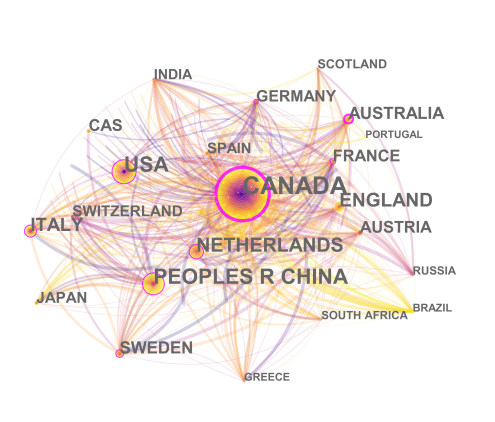 SCOTLAND
INDIA
GERMANY
AUSTRALIA
CAS
PORTUGAL
SPAIN
FRANCE
USA
CANADA
ENGLAND
SWITZERLAND
ITALY
AUSTRIA
NETHERLANDS
RUSSIA
PEOPLES R CHINA
JAPAN
BRAZIL
SOUTH AFRICA
SWEDEN
GREECE